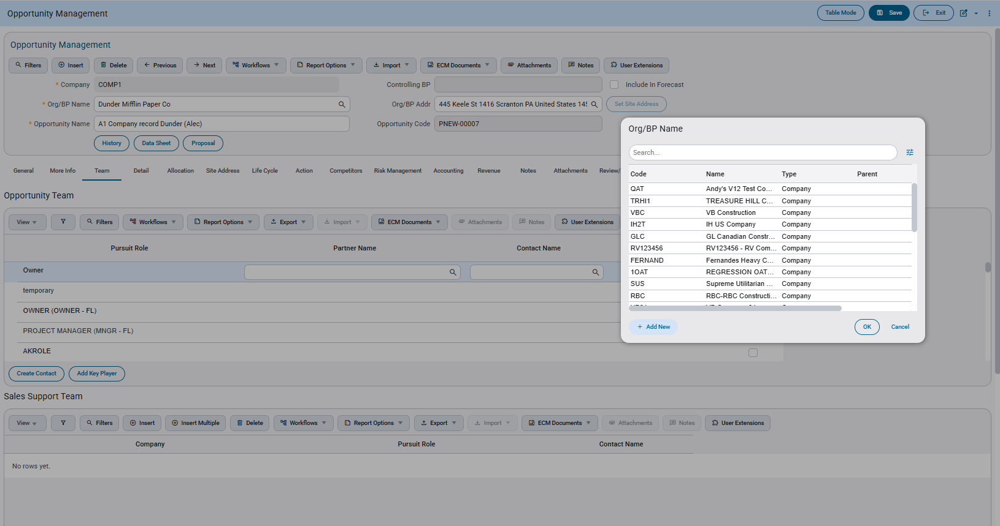 Opportunity Management
Table Mode
Save
Exit
Opportunity Management
Filters
Insert
Delete
Previous
Next
Workflows
Report Options
Import
ECM Documents
Attachments
Notes
User Extensions
* Company COMP1
Controlling BP
Include In Forecast
* Org/BP Name Dunder Mifflin Paper Co
Org/BP Addr 445 Keele St 1416 Scranton PA United States
Set Site Address
* Opportunity Name A1 Company record Dunder (Alec)
Opportunity Code PNEW-00007
History
Data Sheet
Proposal
General
More Info
Team
Detail
Allocation
Site Address
Life Cycle
Action
Competitors
Risk Management
Accounting
Revenue
Notes
Attachments
Review/
Opportunity Team
View
Filters
Workflows
Report Options
Export
Import
ECM Documents
Attachments
Notes
User Extensions
Pursuit Role
Partner Name
Contact Name
Owner
temporary
OWNER (OWNER - FL)
PROJECT MANAGER (MNGR - FL)
AKROLE
Create Contact
Add Key Player
Sales Support Team
View
Filters
Insert
Insert Multiple
Delete
Workflows
Report Options
Export
Import
ECM Documents
Attachments
Notes
User Extensions
Company
Pursuit Role
Contact Name
No rows yet.
Org/BP Name
Search...
Code Name Type Parent
QAT Andy's V12 Test Co... Company
TRHI1 TREASURE HILL C... Company
VBC VB Construction Company
IH2T IH US Company Company
GLC GL Canadian Constr... Company
RV123456 RV123456 - RV Com... Company
FERNAND Fernandes Heavy C... Company
1OAT REGRESSION OAT... Company
SUS Supreme Utilitarian ... Company
RBC RBC-RBC Constructi... Company
+ Add New
OK
Cancel